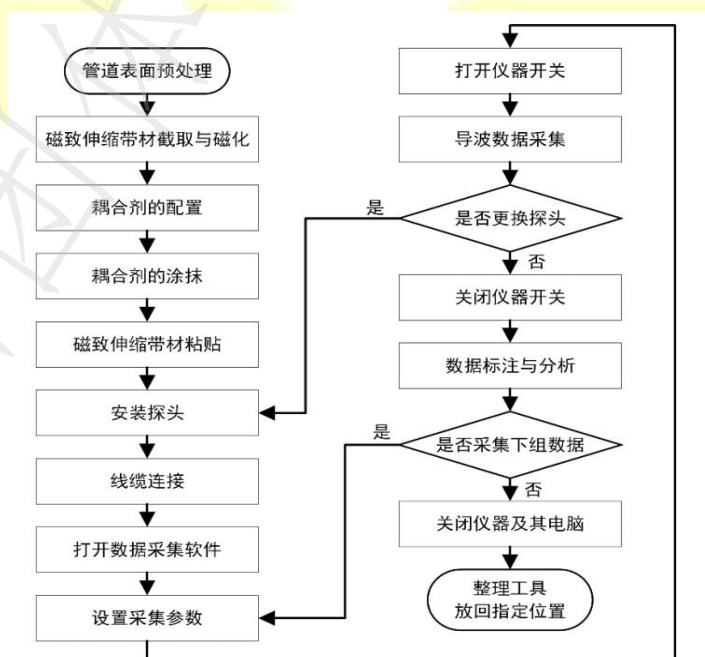 管道表面预处理
磁致伸缩带材截取与磁化
耦合剂的配置
耦合剂的涂抹
磁致伸缩带材粘贴
安装探头
线缆连接
打开数据采集软件
设置采集参数
打开仪器开关
导波数据采集
是否更换探头
是
否
关闭仪器开关
数据标注与分析
是否采集下组数据
是
否
关闭仪器及其电脑
整理工具
放回指定位置